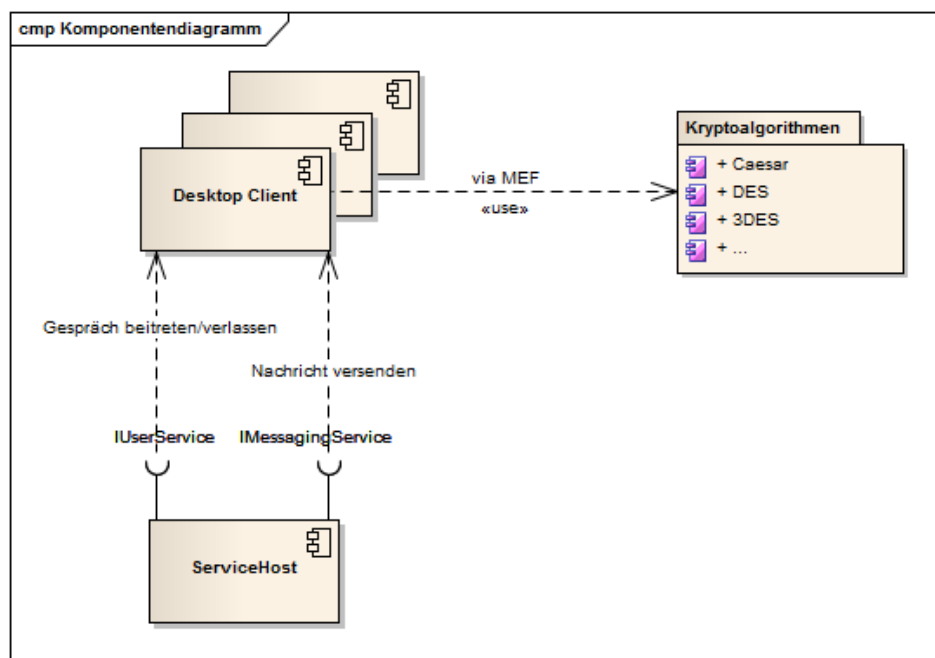 cmp Komponentendiagramm
Desktop Client
via MEF
«use»
Kryptoalgorithmen
+ Caesar
+ DES
+ 3DES
+ ...
Gespräch beitreten/verlassen
Nachricht versenden
IUserService
IMessagingService
ServiceHost